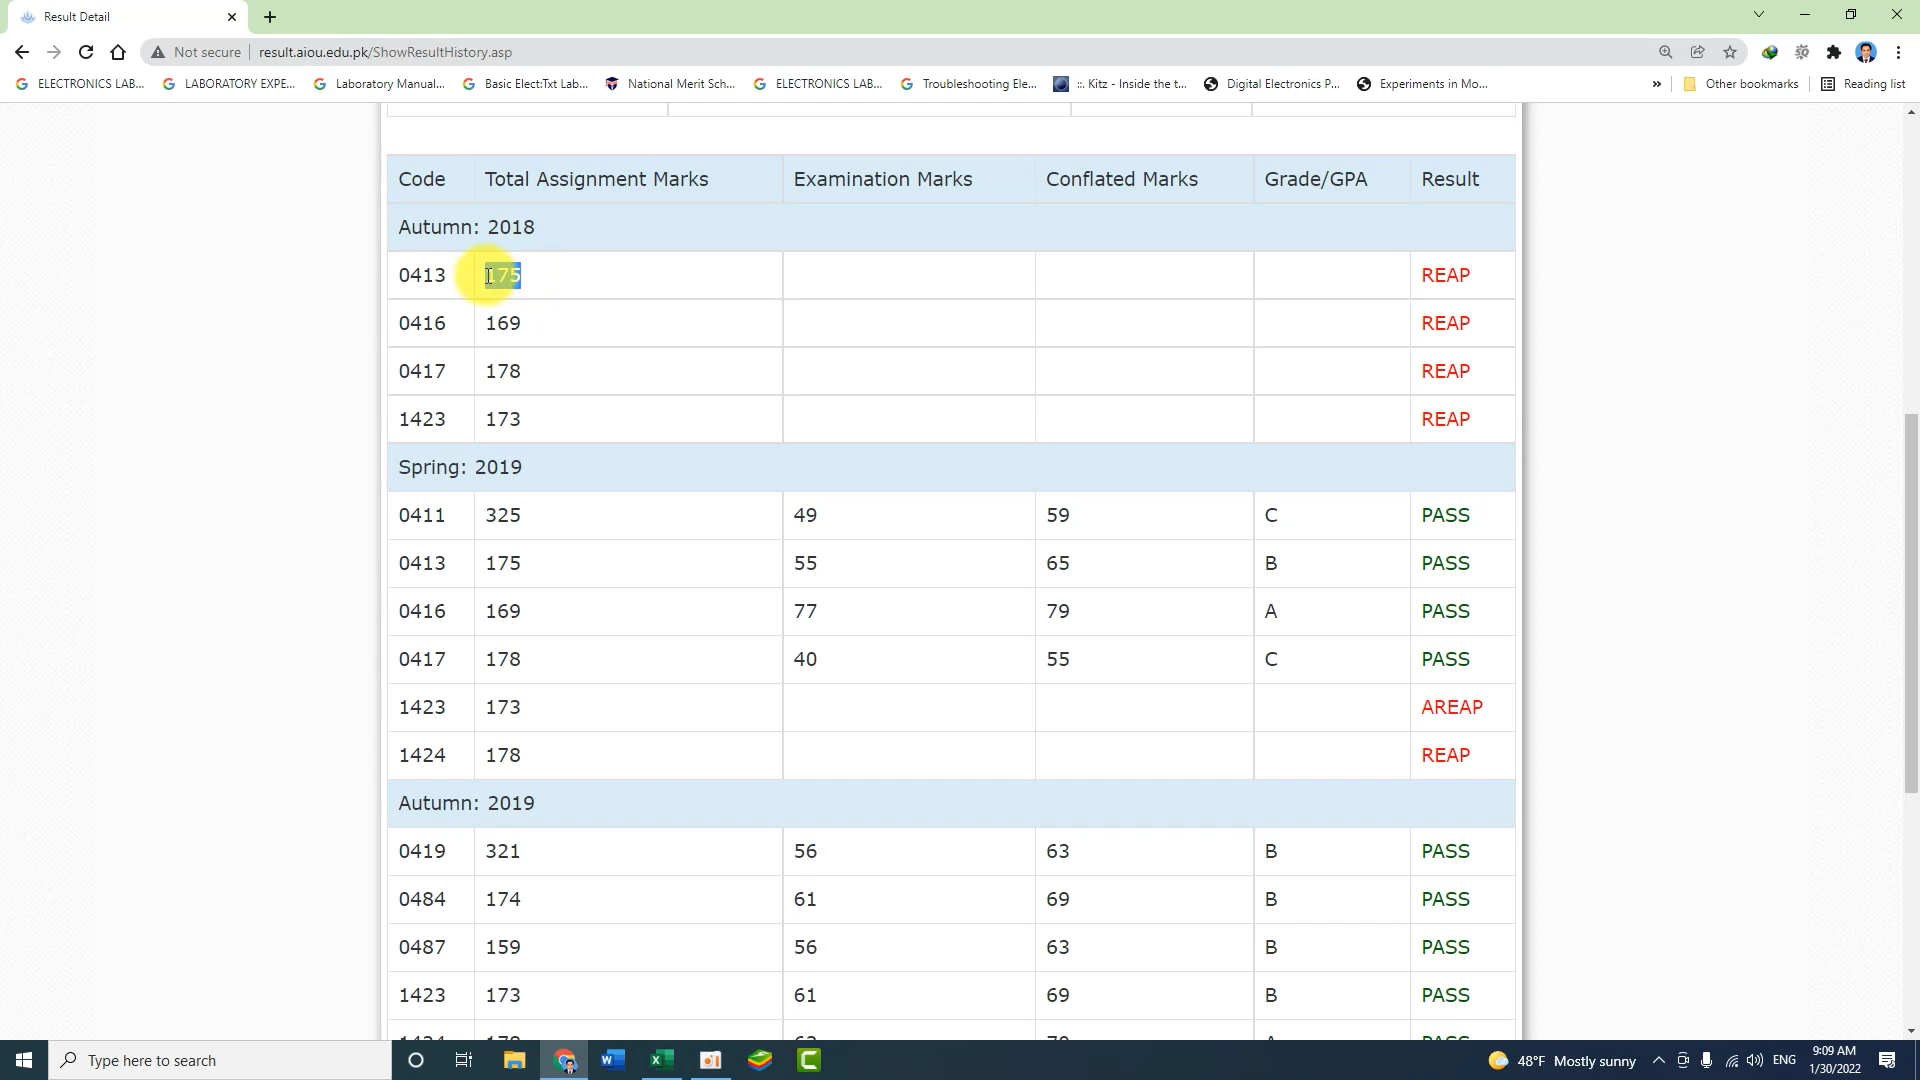 Result Detail
Not secure
result.aiou.edu.pk/ShowResultHistory.asp
ELECTRONICS LAB...
LABORATORY EXPE...
Laboratory Manual...
Basic Elect:Txt Lab...
National Merit Sch...
ELECTRONICS LAB...
Troubleshooting Ele...
::. Kitz - Inside the t...
Digital Electronics P...
Experiments in Mo...
»
Other bookmarks
Reading list
Code Total Assignment Marks Examination Marks Conflated Marks Grade/GPA Result
Autumn: 2018
0413 175 REAP
0416 169 REAP
0417 178 REAP
1423 173 REAP
Spring: 2019
0411 325 49 59 C PASS
0413 175 55 65 B PASS
0416 169 77 79 A PASS
0417 178 40 55 C PASS
1423 173 AREAP
1424 178 REAP
Autumn: 2019
0419 321 56 63 B PASS
0484 174 61 69 B PASS
0487 159 56 63 B PASS
1423 173 61 69 B PASS
Type here to search
48°F Mostly sunny
ENG
9:09 AM
1/30/2022